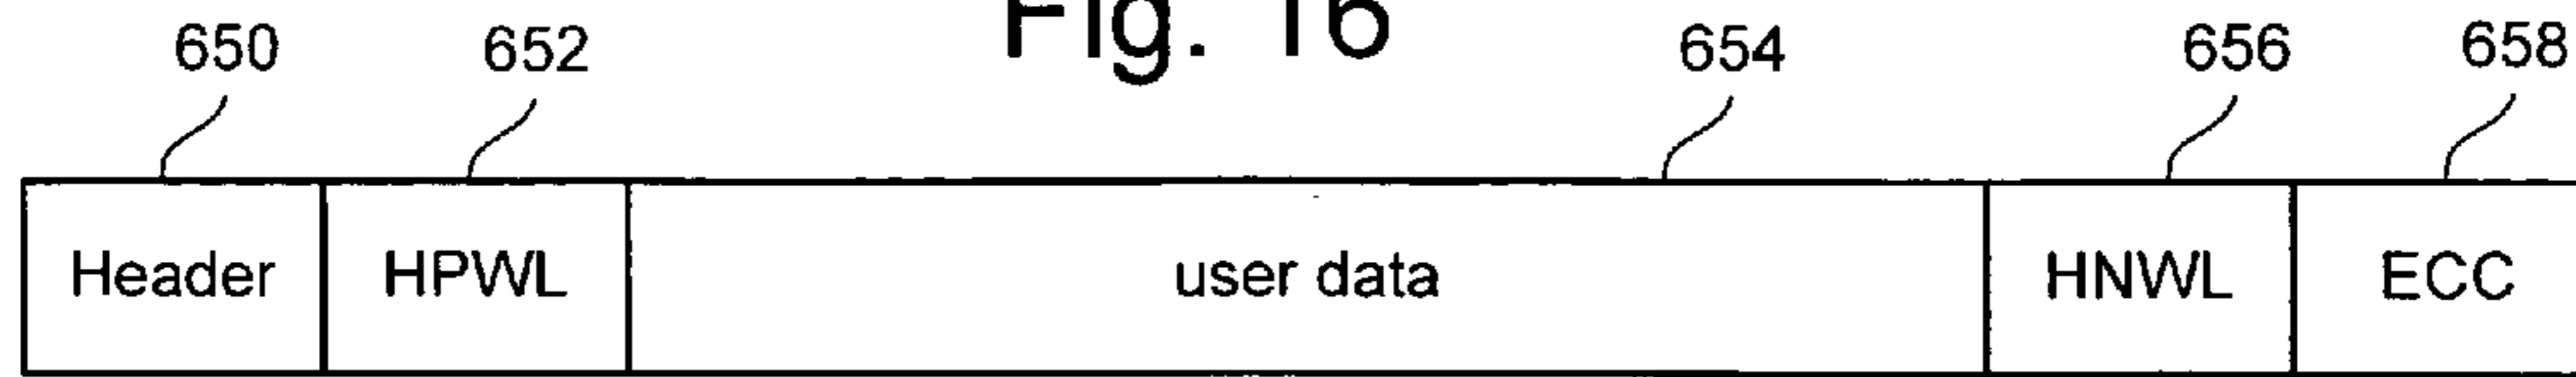 Fig. 16
650 652 654 656 658
Header HPWL user data HNWL ECC